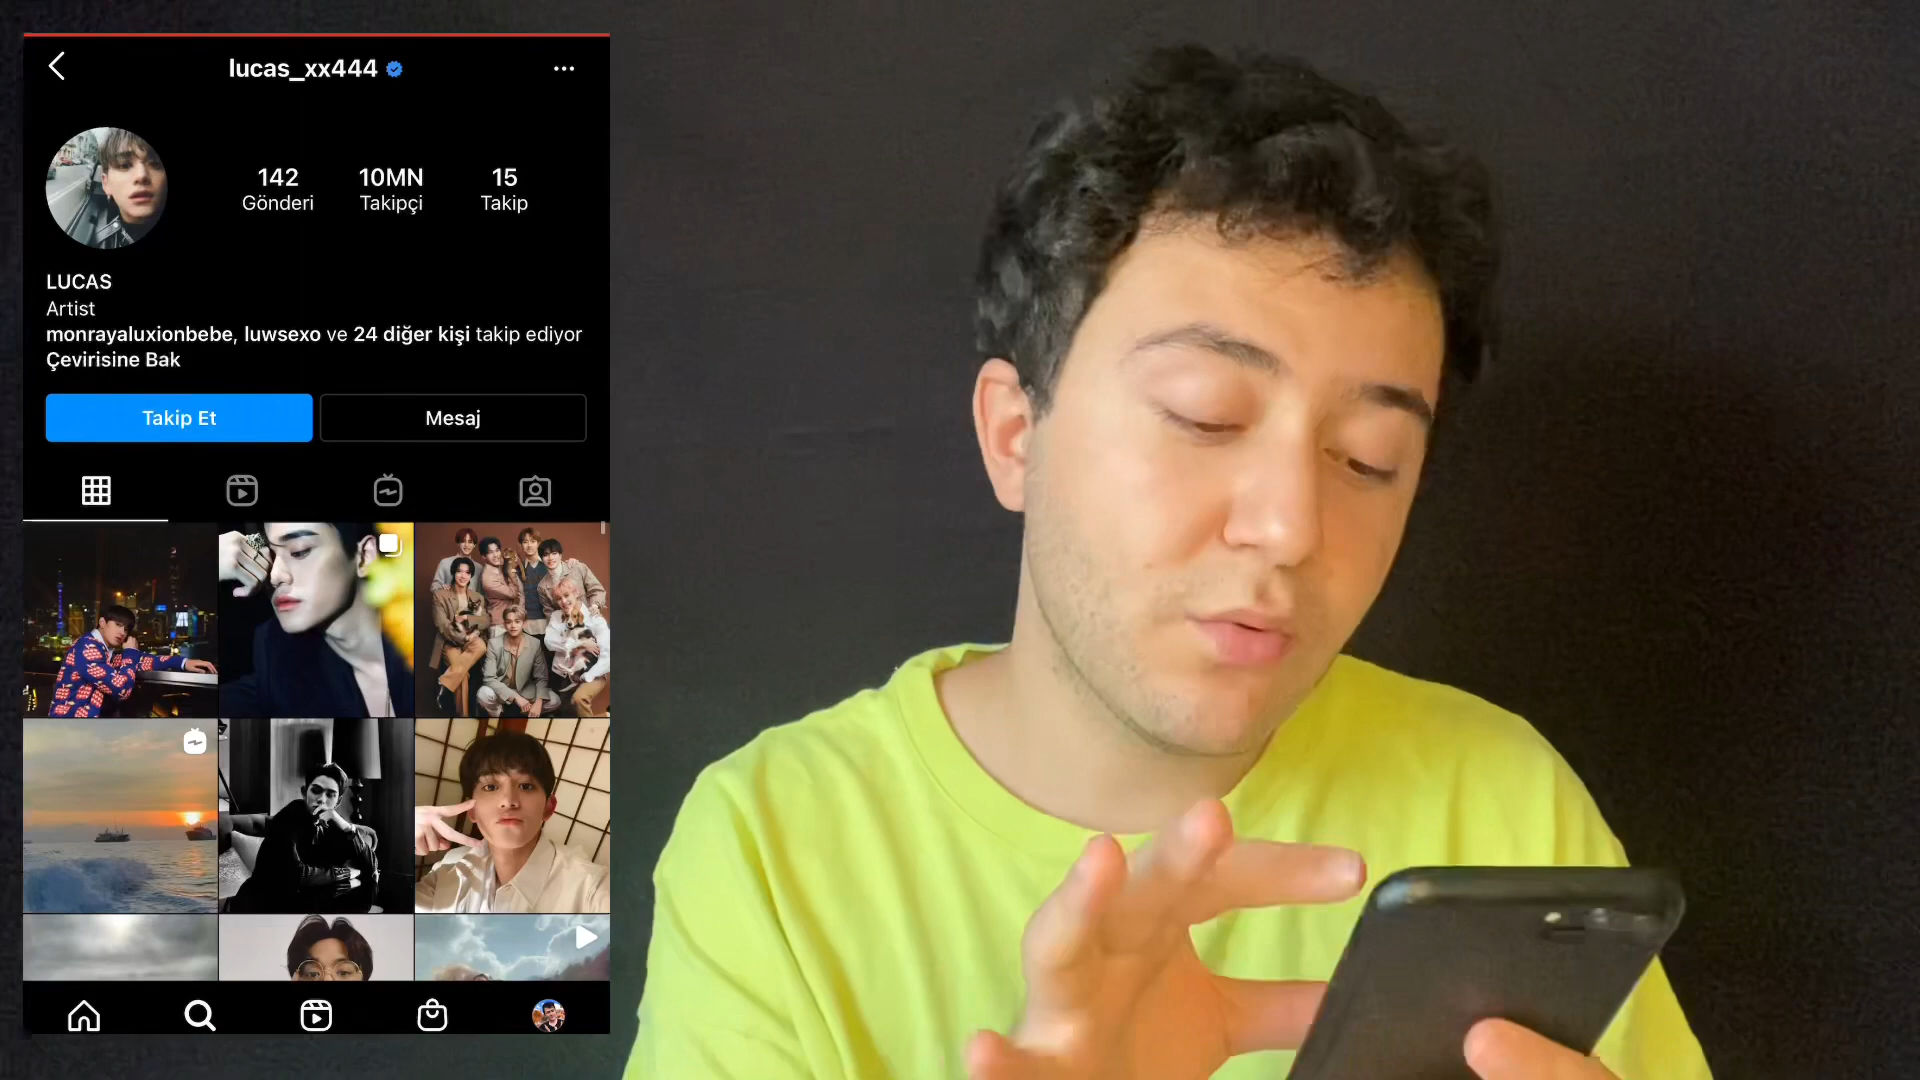 lucas_xx444
142 10MN 15
Gönderi Takipçi Takip
LUCAS
Artist
monrayaluxionbebe, luwsexo ve 24 diğer kişi takip ediyor
Çevirisine Bak
Takip Et Mesaj